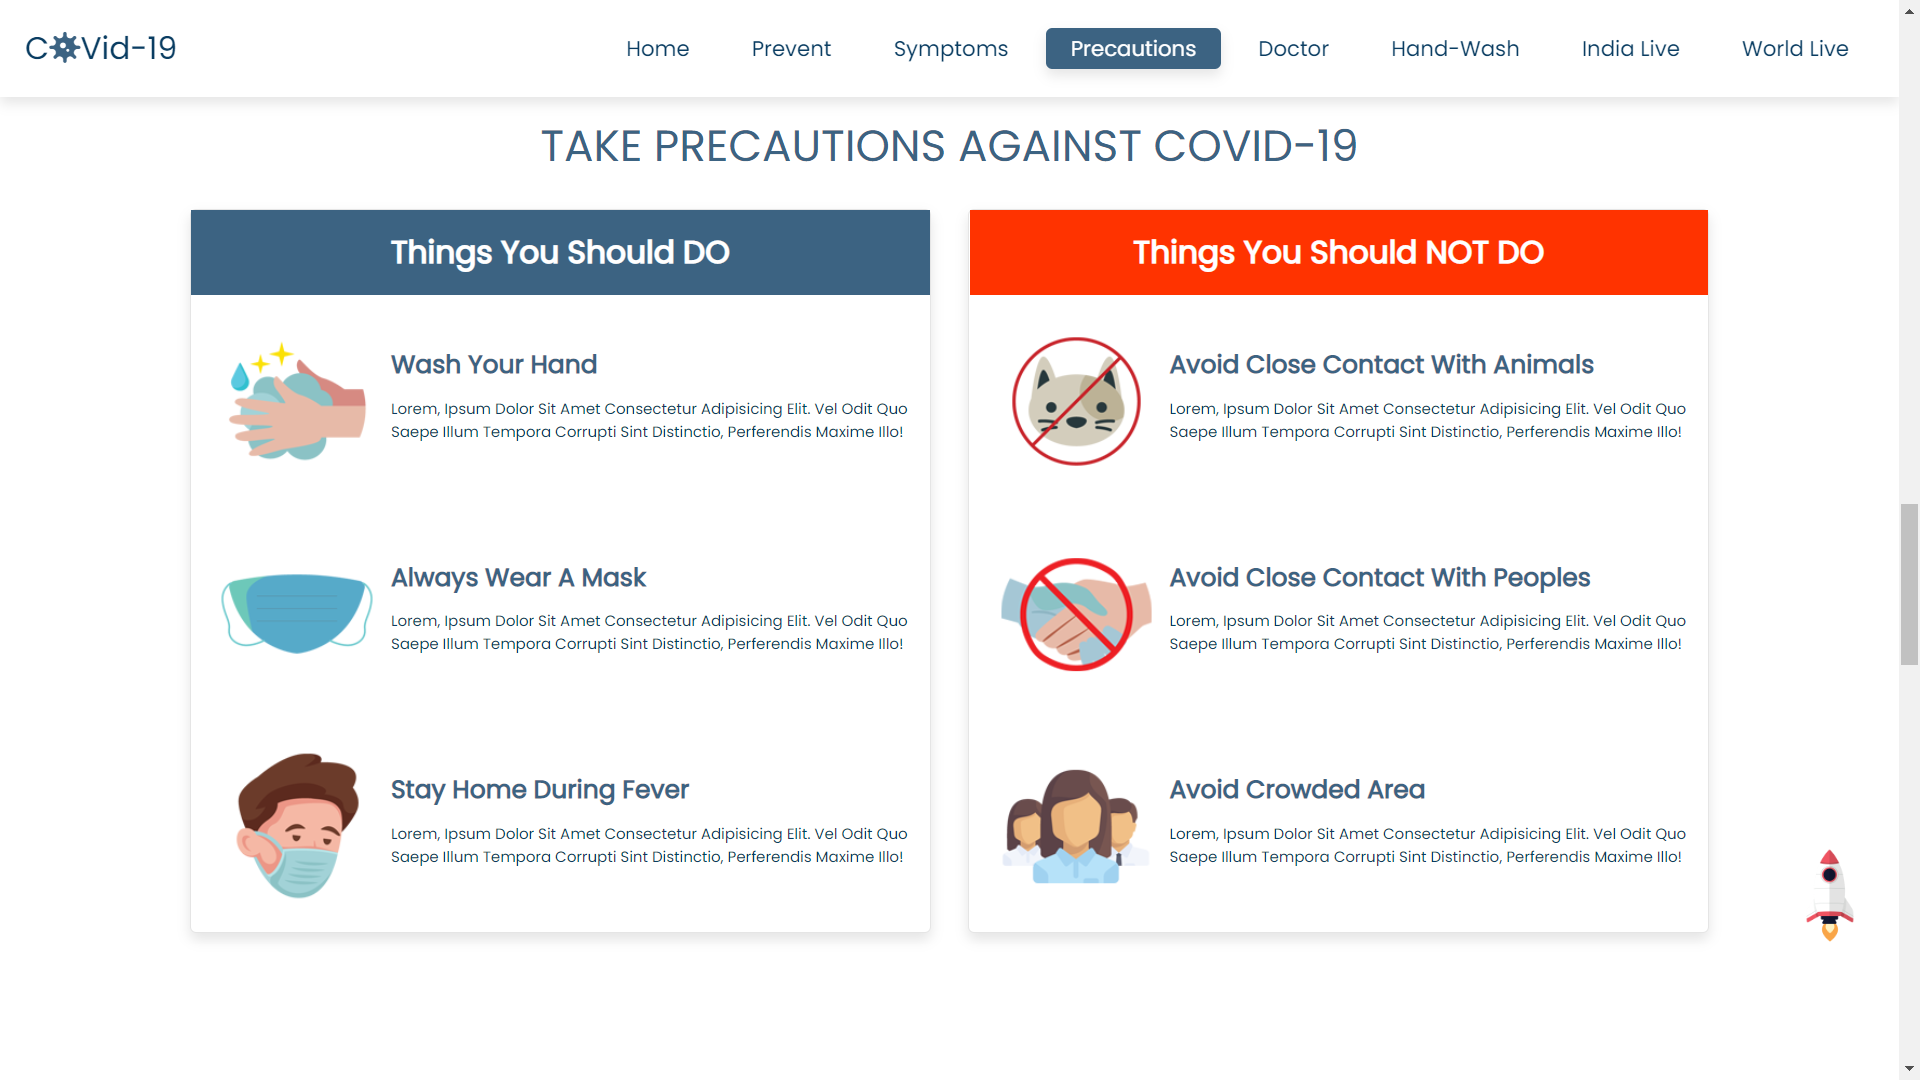 COVid-19
Home
Prevent
Symptoms
Precautions
Doctor
Hand-Wash
India Live
World Live
TAKE PRECAUTIONS AGAINST COVID-19
Things You Should DO
Wash Your Hand
Lorem, Ipsum Dolor Sit Amet Consectetur Adipisicing Elit. Vel Odit Quo
Saepe Illum Tempora Corrupti Sint Distinctio, Perferendis Maxime Illo!
Always Wear A Mask
Lorem, Ipsum Dolor Sit Amet Consectetur Adipisicing Elit. Vel Odit Quo
Saepe Illum Tempora Corrupti Sint Distinctio, Perferendis Maxime Illo!
Stay Home During Fever
Lorem, Ipsum Dolor Sit Amet Consectetur Adipisicing Elit. Vel Odit Quo
Saepe Illum Tempora Corrupti Sint Distinctio, Perferendis Maxime Illo!
Things You Should NOT DO
Avoid Close Contact With Animals
Lorem, Ipsum Dolor Sit Amet Consectetur Adipisicing Elit. Vel Odit Quo
Saepe Illum Tempora Corrupti Sint Distinctio, Perferendis Maxime Illo!
Avoid Close Contact With Peoples
Lorem, Ipsum Dolor Sit Amet Consectetur Adipisicing Elit. Vel Odit Quo
Saepe Illum Tempora Corrupti Sint Distinctio, Perferendis Maxime Illo!
Avoid Crowded Area
Lorem, Ipsum Dolor Sit Amet Consectetur Adipisicing Elit. Vel Odit Quo
Saepe Illum Tempora Corrupti Sint Distinctio, Perferendis Maxime Illo!